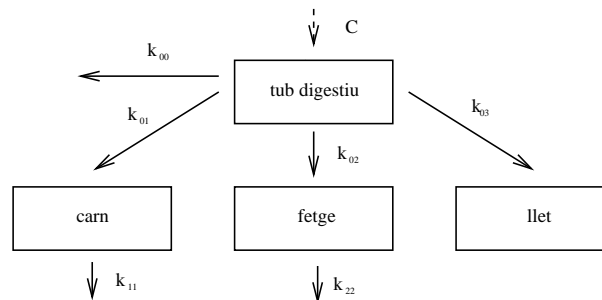 C
k₀₀
tub digestiu
k₀₁
k₀₂
k₀₃
carn
fetge
llet
k₁₁
k₂₂